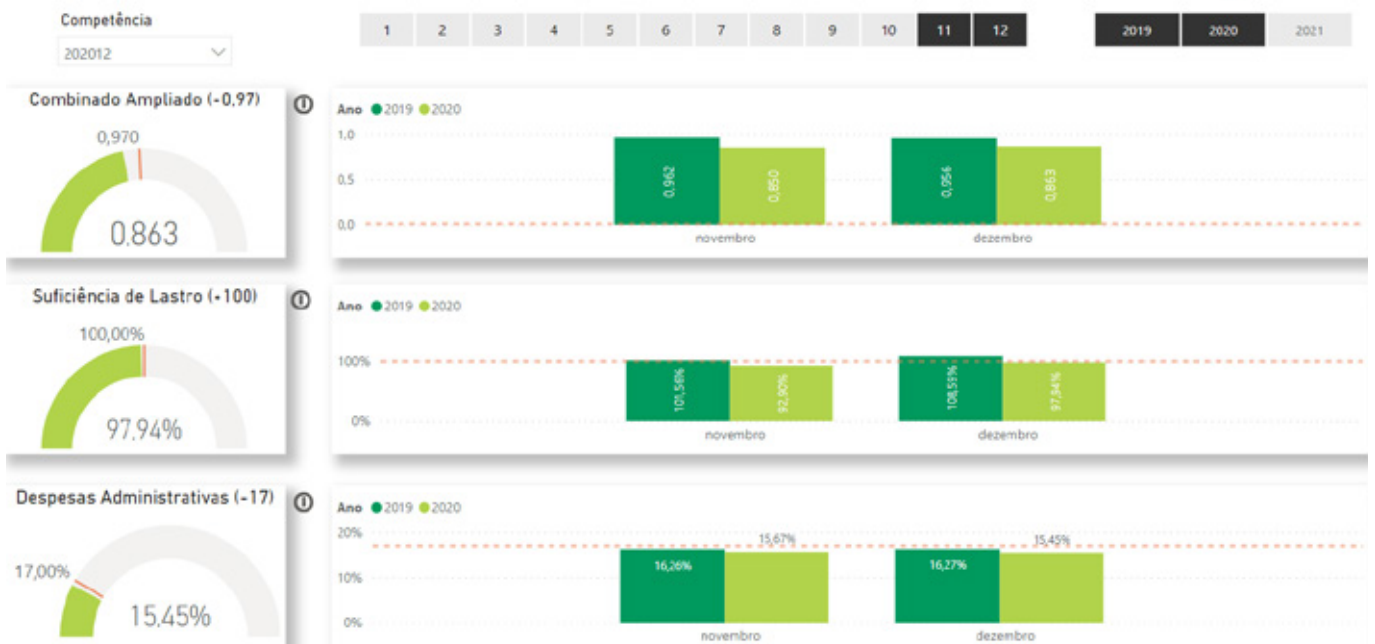 Competência
202012
1 2 3 4 5 6 7 8 9 10 11 12
2019 2020 2021
Combinado Ampliado (-0,97)
0,970
0,863
Ano 2019 2020
1,0
0,5
0,0
0,962
0,850
0,956
0,863
novembro
dezembro
Suficiência de Lastro (+100)
100,00%
97,94%
Ano 2019 2020
100%
0%
101,56%
92,90%
108,59%
97,94%
novembro
dezembro
Despesas Administrativas (-17)
17,00%
15,45%
Ano 2019 2020
20%
10%
0%
16,26%
15,67%
16,27%
15,45%
novembro
dezembro